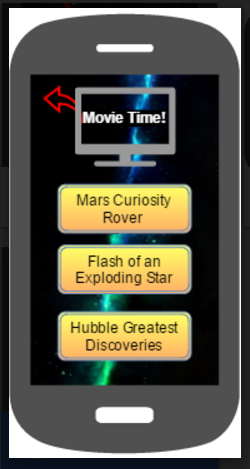 Movie Time!
Mars Curiosity
Rover
Flash of an
Exploding Star
Hubble Greatest
Discoveries